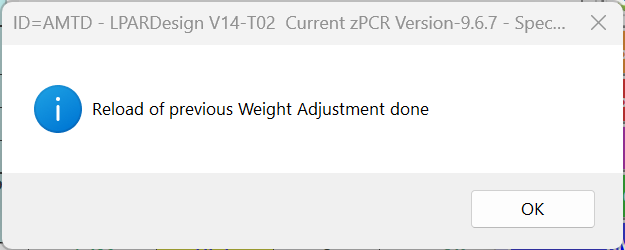 ID=AMTD - LPARDesign V14-T02  Current zPCR Version-9.6.7 - Spec...
Reload of previous Weight Adjustment done
OK